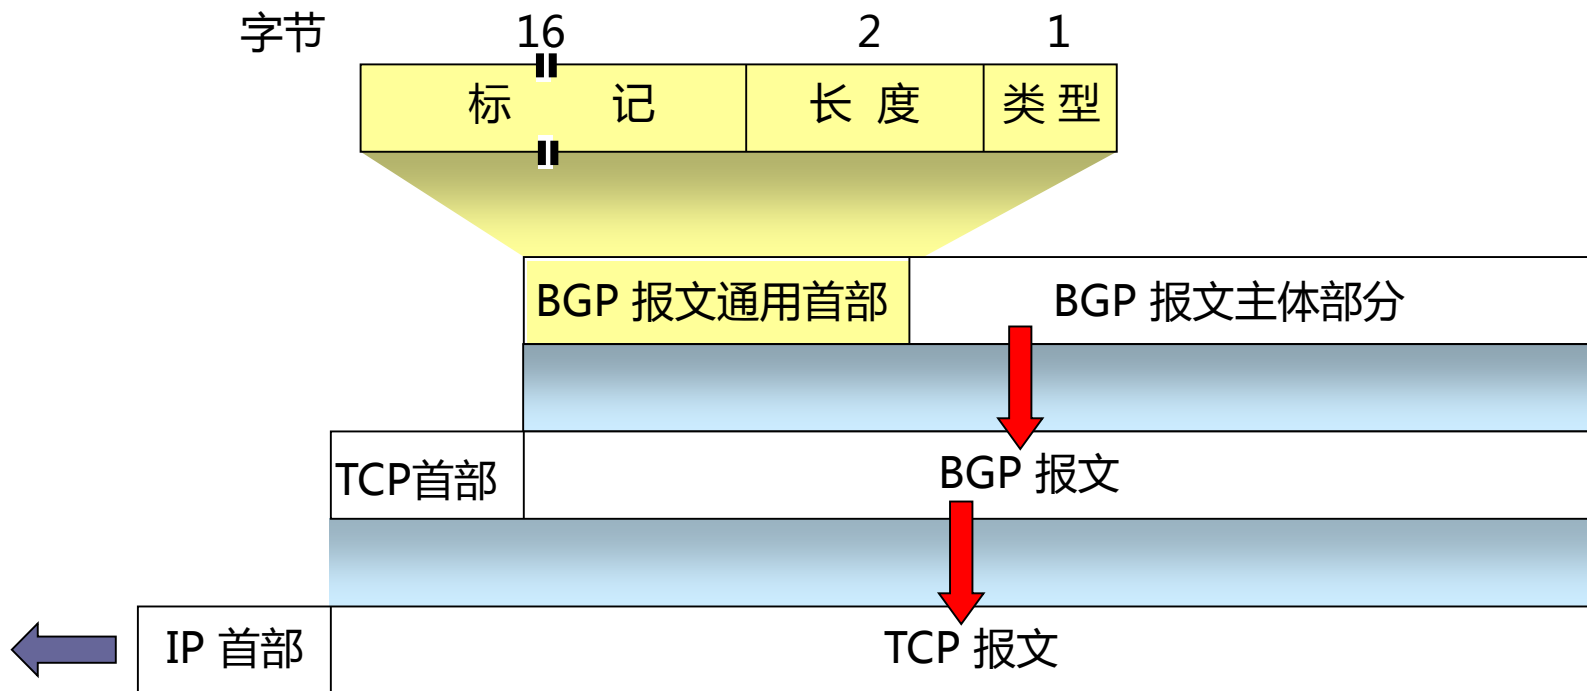 字节 16 2 1
标 记 长 度 类 型
BGP 报文通用首部 BGP 报文主体部分
TCP首部 BGP 报文
IP 首部 TCP 报文